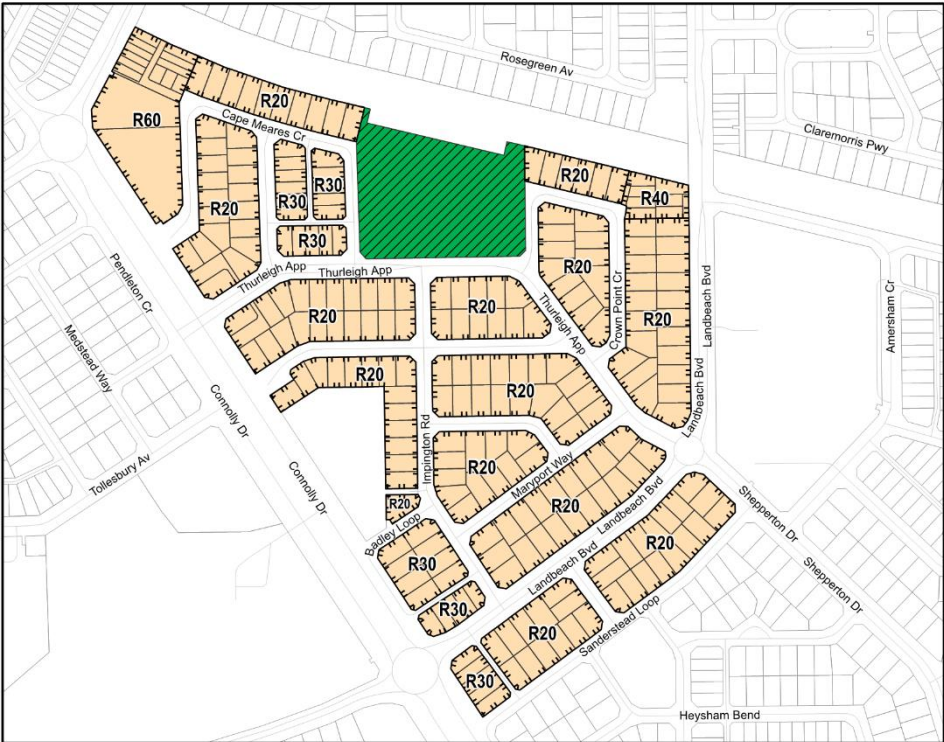 Rosegreen Av
R20
Cape Meares Cr
R60
Claremorris Pwy
R20
R30
R30
R40
R20
R30
Thurleigh App
Thurleigh App
R20
Thurleigh App
Crown Point Cr
Landbeach Bvd
Pendleton Cr
Medstead Way
R20
R20
R20
Amersham Cr
R20
R20
Landbeach Bvd
Connolly Dr
Impington Rd
Tollesbury Av
Connolly Dr
R20
Maryport Way
R20
R20
Landbeach Bvd
Shepperton Dr
Badley Loop
R30
Landbeach Bvd
R20
Shepperton Dr
R30
R20
Sanderstead Loop
R30
Heysham Bend